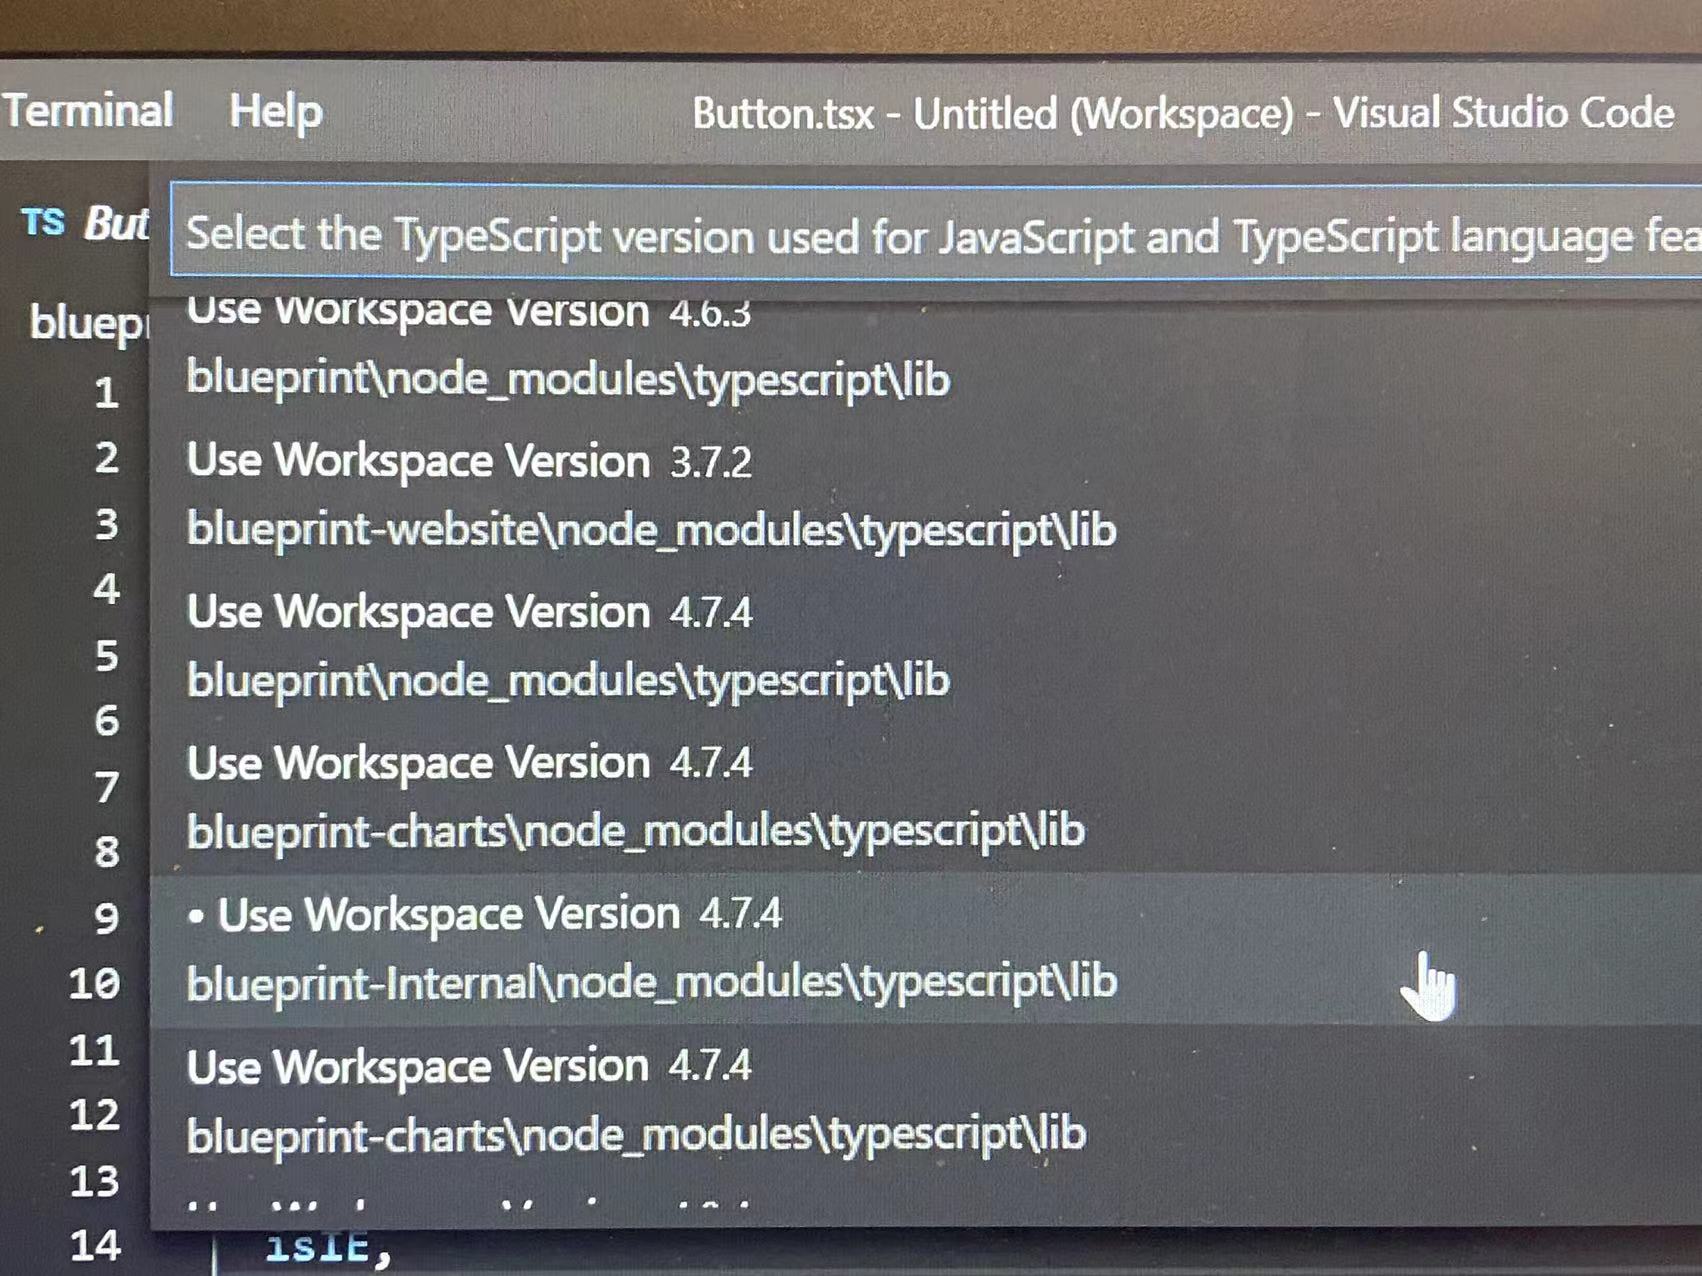 Terminal Help Button.tsx - Untitled (Workspace) - Visual Studio Code
TS But
Select the TypeScript version used for JavaScript and TypeScript language fea
bluep
Use Workspace Version 4.6.3
blueprint\node_modules\typescript\lib
Use Workspace Version 3.7.2
blueprint-website\node_modules\typescript\lib
Use Workspace Version 4.7.4
blueprint\node_modules\typescript\lib
Use Workspace Version 4.7.4
blueprint-charts\node_modules\typescript\lib
• Use Workspace Version 4.7.4
blueprint-Internal\node_modules\typescript\lib
Use Workspace Version 4.7.4
blueprint-charts\node_modules\typescript\lib
1
2
3
4
5
6
7
8
9
10
11
12
13
14 isIE,